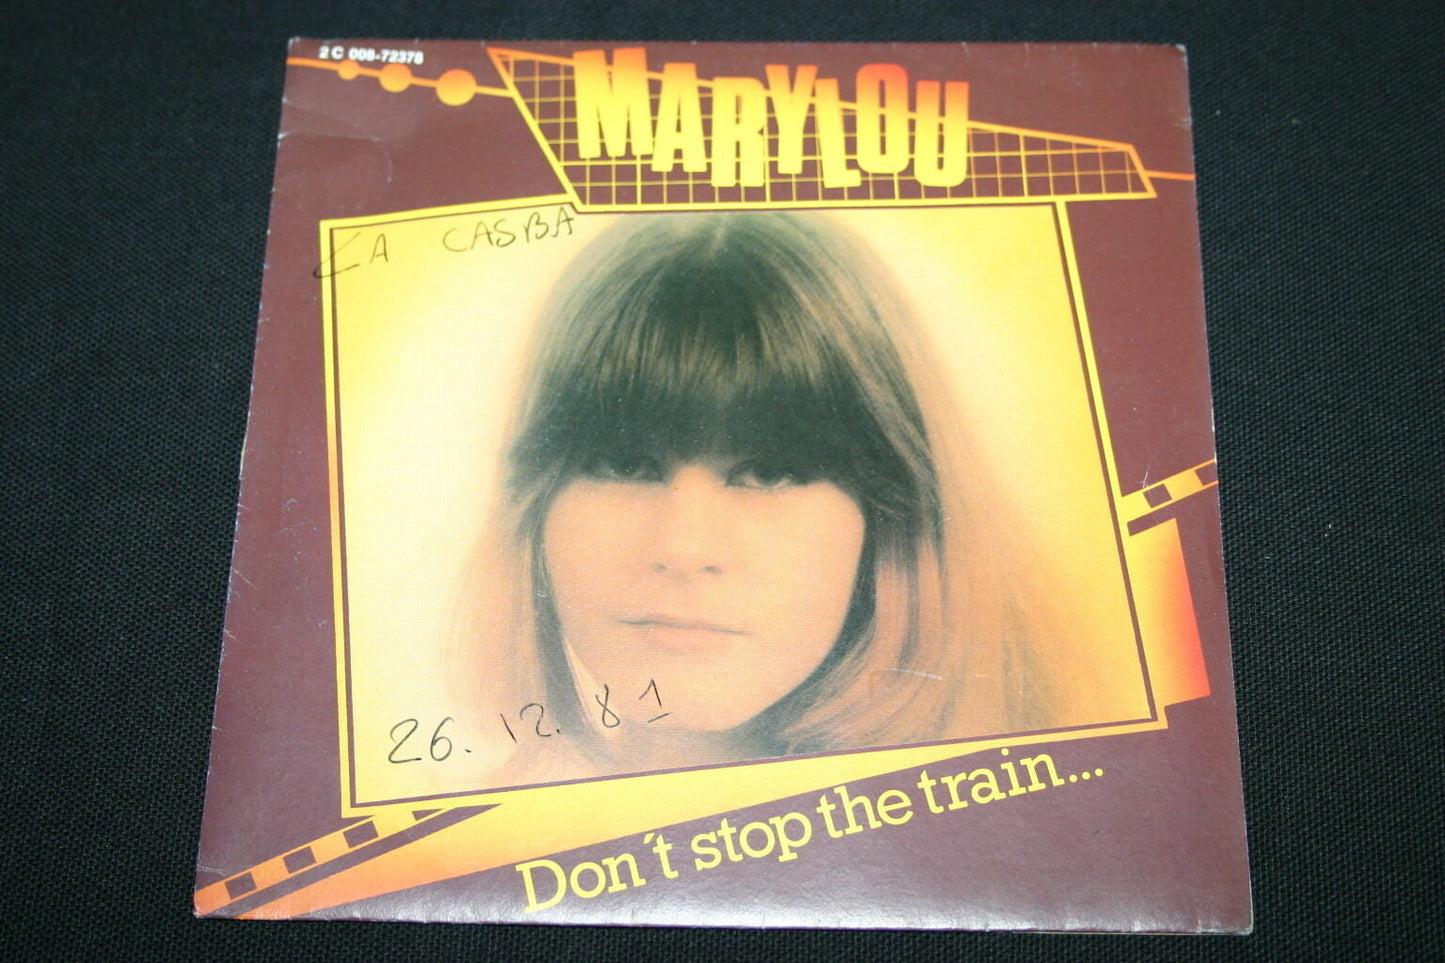 2 C 008-72378
MARYLOU
LA CASBA
26.12.81
Don't stop the train...